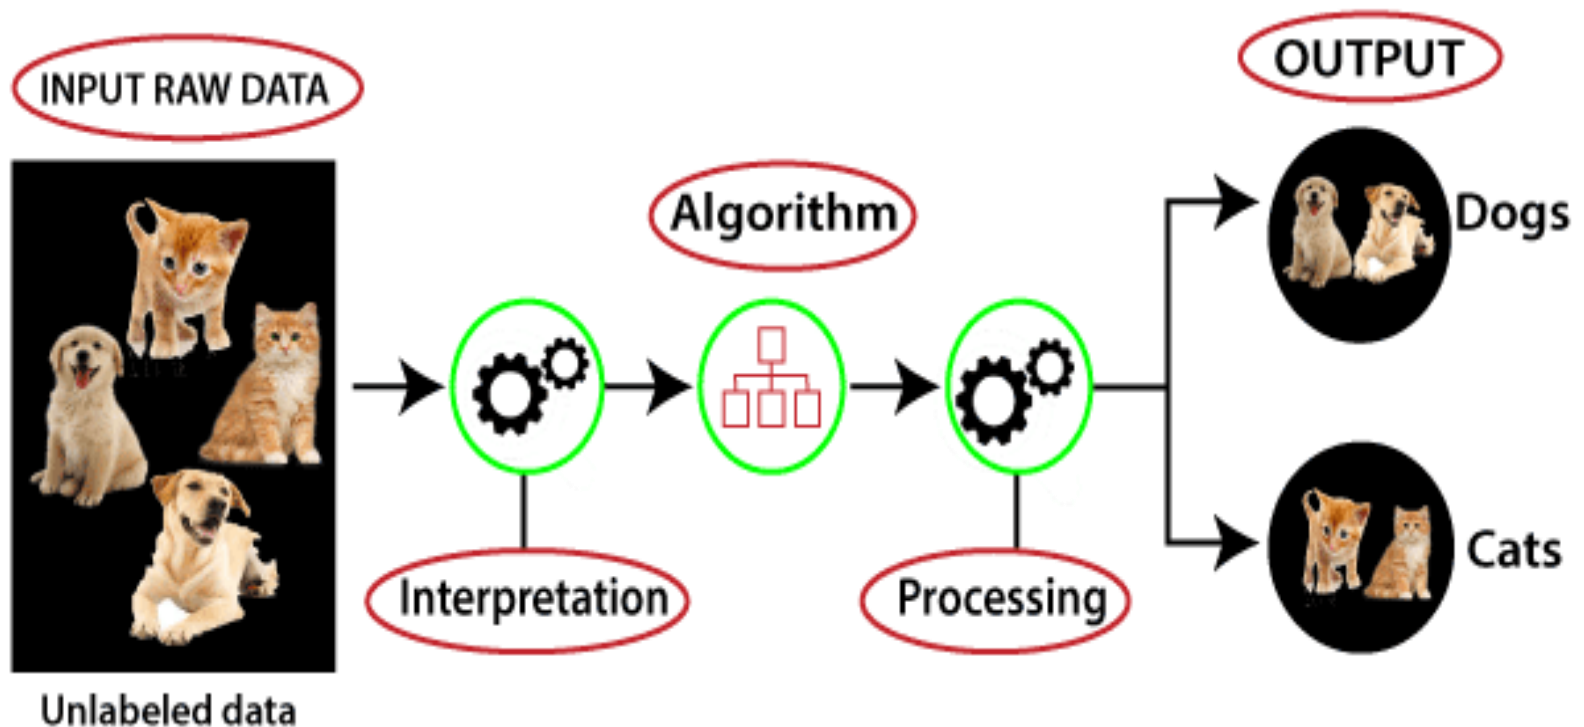 INPUT RAW DATA
OUTPUT
Algorithm
Dogs
Interpretation
Processing
Cats
Unlabeled data